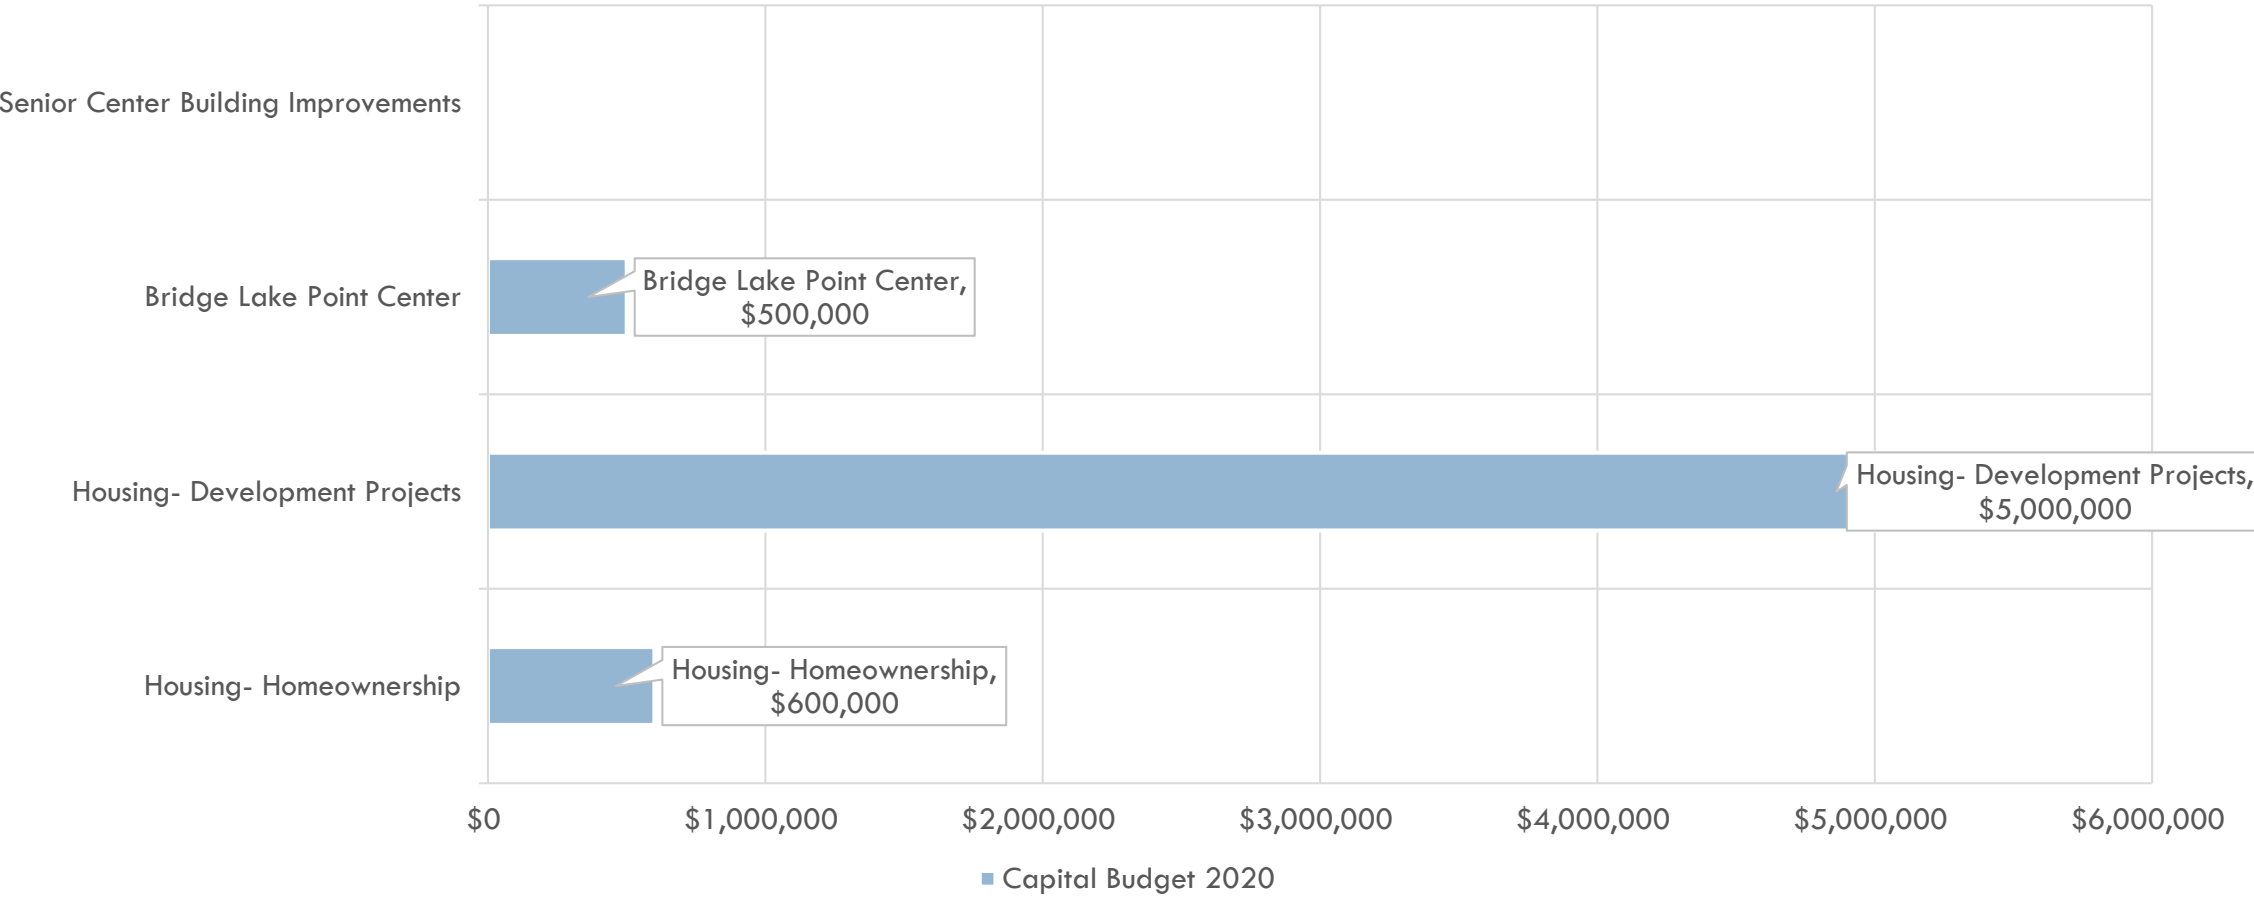 Senior Center Building Improvements
Bridge Lake Point Center
Bridge Lake Point Center,
$500,000
Housing- Development Projects
Housing- Development Projects,
$5,000,000
Housing- Homeownership
Housing- Homeownership,
$600,000
$0 $1,000,000 $2,000,000 $3,000,000 $4,000,000 $5,000,000 $6,000,000
Capital Budget 2020